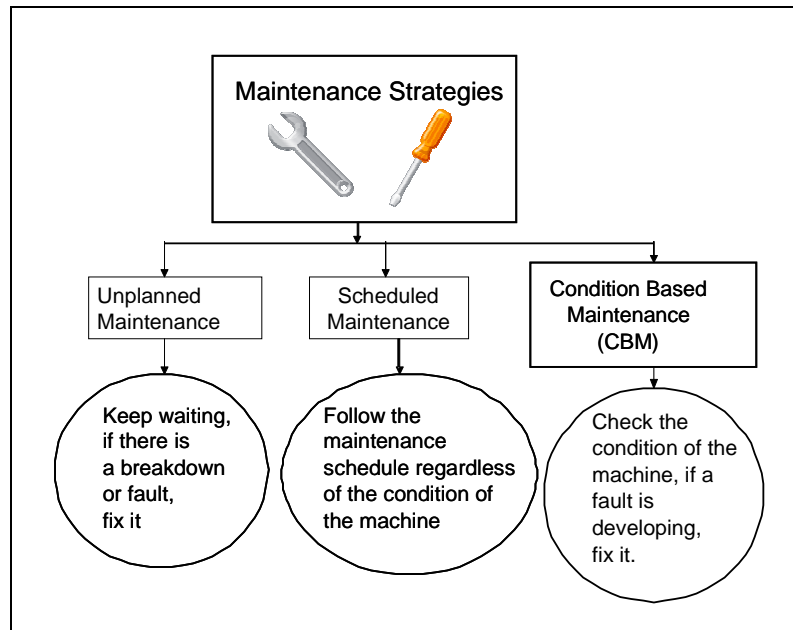 Maintenance Strategies
Unplanned
Maintenance
Scheduled
Maintenance
Condition Based
Maintenance
(CBM)
Keep waiting,
if there is
a breakdown
or fault,
fix it
Follow the
maintenance
schedule regardless
of the condition of
the machine
Check the
condition of the
machine, if a
fault is
developing,
fix it.